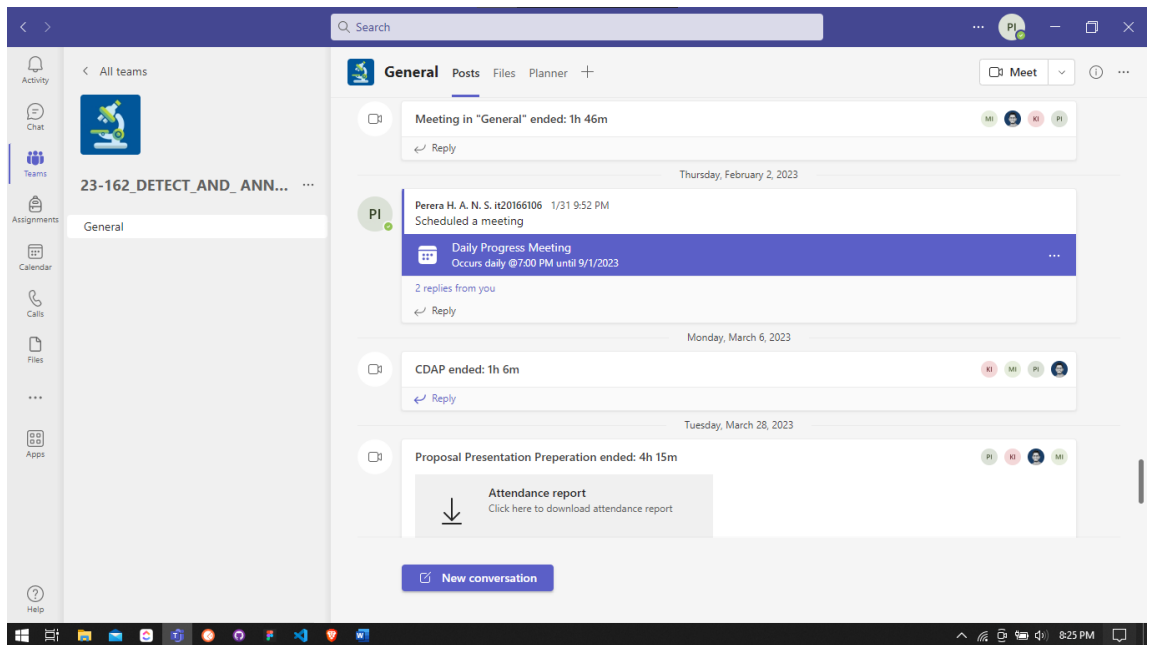 Search
PI
Activity
Chat
Teams
Assignments
Calendar
Calls
Files
Apps
Help
All teams
23-162_DETECT_AND_ ANN...
General
General Posts Files Planner
Meet
Meeting in "General" ended: 1h 46m
MI KI PI
Reply
Thursday, February 2, 2023
PI
Perera H. A. N. S. it20166106 1/31 9:52 PM
Scheduled a meeting
Daily Progress Meeting
Occurs daily @7:00 PM until 9/1/2023
2 replies from you
Reply
Monday, March 6, 2023
CDAP ended: 1h 6m
KI MI PI
Reply
Tuesday, March 28, 2023
Proposal Presentation Preperation ended: 4h 15m
PI KI MI
Attendance report
Click here to download attendance report
New conversation
8:25 PM